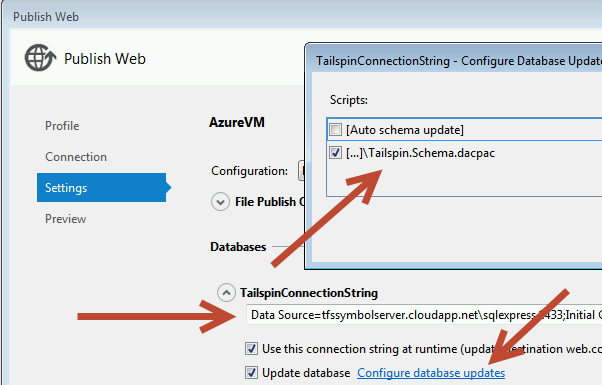 Publish Web
Publish Web
TailspinConnectionString - Configure Database Update
Scripts:
[Auto schema update]
[...]\Tailspin.Schema.dacpac
Profile
Connection
Settings
Preview
AzureVM
Configuration:
File Publish
Databases
TailspinConnectionString
Data Source=tfssymbolserver.cloudapp.net\sqlexpress,1433;Initial
Use this connection string at runtime (update destination web.co
Update database Configure database updates